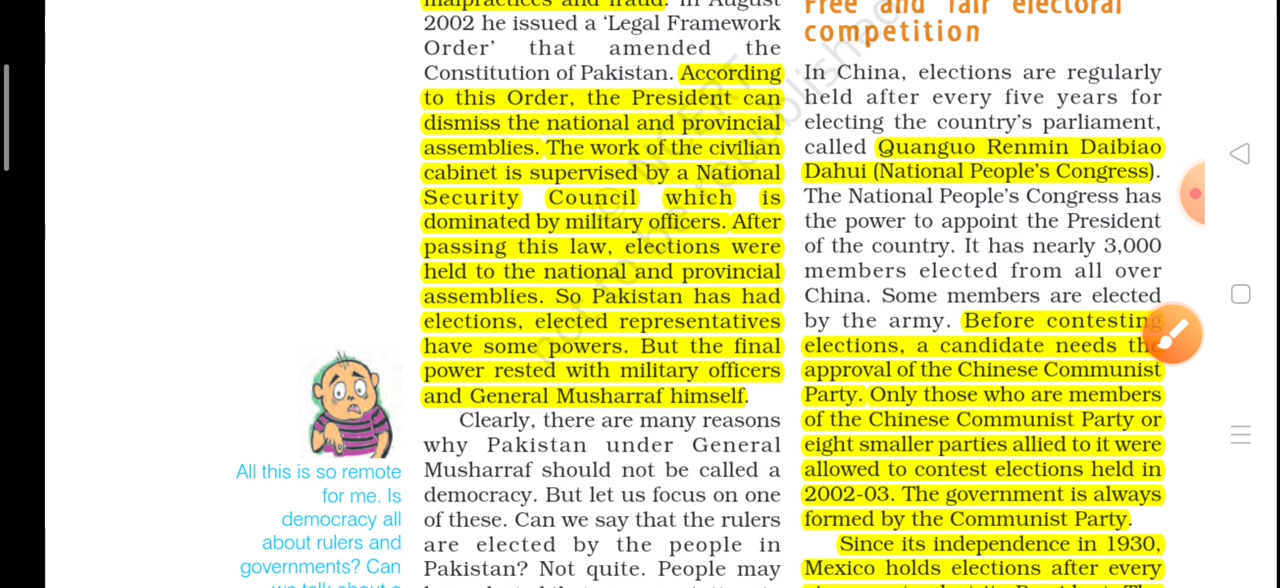 malpractices and fraud. In August
2002 he issued a ‘Legal Framework
Order’ that amended the
Constitution of Pakistan. According
to this Order, the President can
dismiss the national and provincial
assemblies. The work of the civilian
cabinet is supervised by a National
Security Council which is
dominated by military officers. After
passing this law, elections were
held to the national and provincial
assemblies. So Pakistan has had
elections, elected representatives
have some powers. But the final
power rested with military officers
and General Musharraf himself.
Clearly, there are many reasons
why Pakistan under General
Musharraf should not be called a
democracy. But let us focus on one
of these. Can we say that the rulers
are elected by the people in
Pakistan? Not quite. People may
All this is so remote
for me. Is
democracy all
about rulers and
governments? Can
we talk about a
Free and fair electoral
competition
In China, elections are regularly
held after every five years for
electing the country’s parliament,
called Quanguo Renmin Daibiao
Dahui (National People’s Congress).
The National People’s Congress has
the power to appoint the President
of the country. It has nearly 3,000
members elected from all over
China. Some members are elected
by the army. Before contesting
elections, a candidate needs the
approval of the Chinese Communist
Party. Only those who are members
of the Chinese Communist Party or
eight smaller parties allied to it were
allowed to contest elections held in
2002-03. The government is always
formed by the Communist Party.
Since its independence in 1930,
Mexico holds elections after every